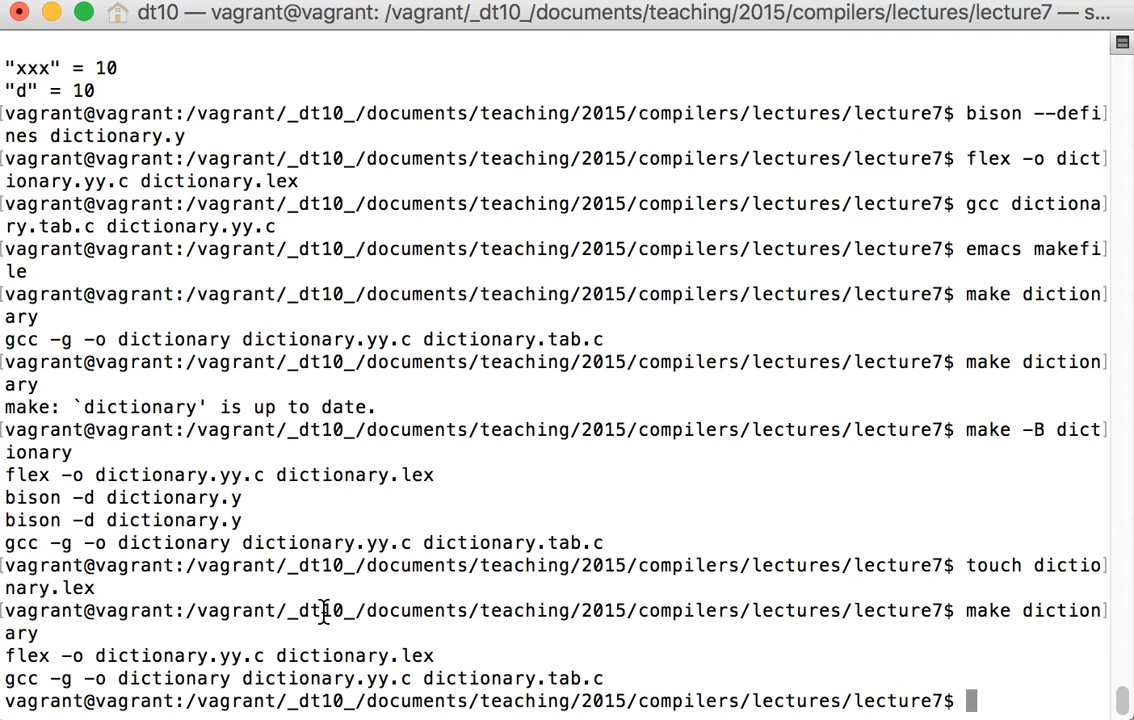 dt10 — vagrant@vagrant: /vagrant/_dt10_/documents/teaching/2015/compilers/lectures/lecture7 — s...
"xxx" = 10
"d" = 10
[vagrant@vagrant:/vagrant/_dt10_/documents/teaching/2015/compilers/lectures/lecture7$ bison --defi]
nes dictionary.y
[vagrant@vagrant:/vagrant/_dt10_/documents/teaching/2015/compilers/lectures/lecture7$ flex -o dict]
ionary.yy.c dictionary.lex
[vagrant@vagrant:/vagrant/_dt10_/documents/teaching/2015/compilers/lectures/lecture7$ gcc dictiona]
ry.tab.c dictionary.yy.c
[vagrant@vagrant:/vagrant/_dt10_/documents/teaching/2015/compilers/lectures/lecture7$ emacs makefi]
le
[vagrant@vagrant:/vagrant/_dt10_/documents/teaching/2015/compilers/lectures/lecture7$ make diction]
ary
gcc -g -o dictionary dictionary.yy.c dictionary.tab.c
[vagrant@vagrant:/vagrant/_dt10_/documents/teaching/2015/compilers/lectures/lecture7$ make diction]
ary
make: `dictionary' is up to date.
[vagrant@vagrant:/vagrant/_dt10_/documents/teaching/2015/compilers/lectures/lecture7$ make -B dict]
ionary
flex -o dictionary.yy.c dictionary.lex
bison -d dictionary.y
bison -d dictionary.y
gcc -g -o dictionary dictionary.yy.c dictionary.tab.c
[vagrant@vagrant:/vagrant/_dt10_/documents/teaching/2015/compilers/lectures/lecture7$ touch dictio]
nary.lex
[vagrant@vagrant:/vagrant/_dt10_/documents/teaching/2015/compilers/lectures/lecture7$ make diction]
ary
flex -o dictionary.yy.c dictionary.lex
gcc -g -o dictionary dictionary.yy.c dictionary.tab.c
vagrant@vagrant:/vagrant/_dt10_/documents/teaching/2015/compilers/lectures/lecture7$